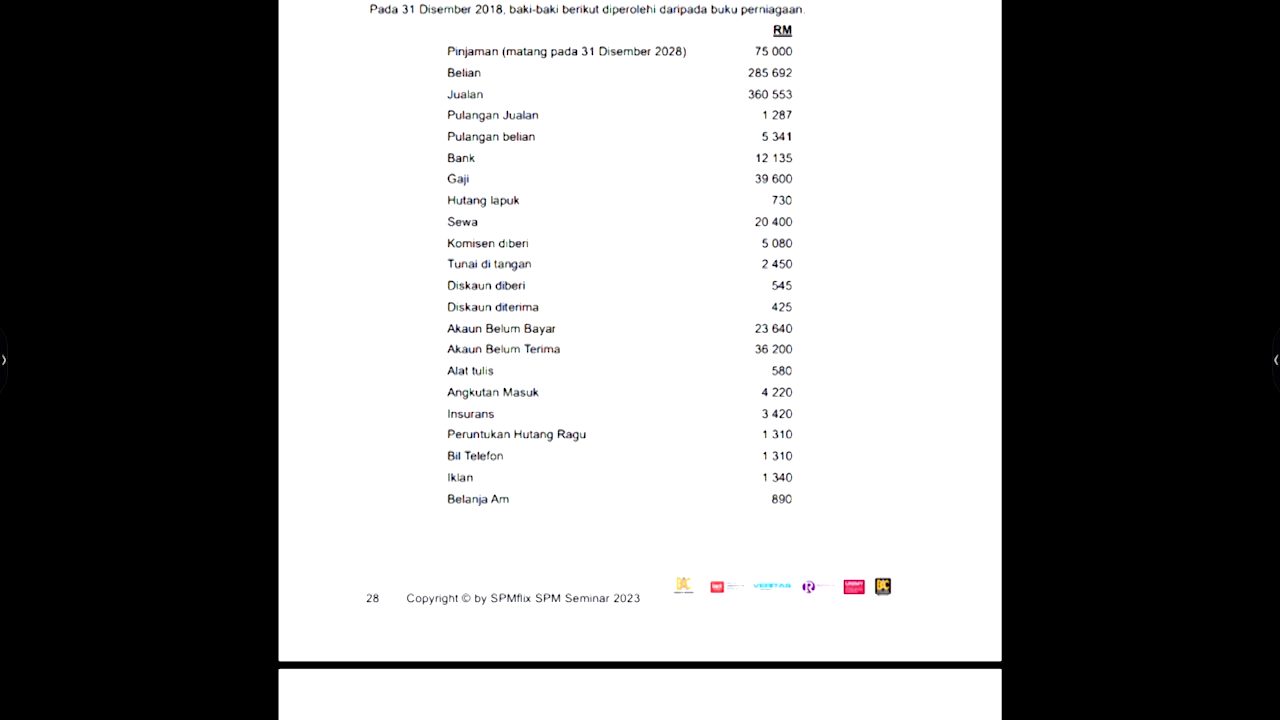 Pada 31 Disember 2018, baki-baki berikut diperolehi daripada buku perniagaan.
RM
Pinjaman (matang pada 31 Disember 2028) 75 000
Belian 285 692
Jualan 360 553
Pulangan Jualan 1 287
Pulangan belian 5 341
Bank 12 135
Gaji 39 600
Hutang lapuk 730
Sewa 20 400
Komisen diberi 5 080
Tunai di tangan 2 450
Diskaun diberi 545
Diskaun diterima 425
Akaun Belum Bayar 23 640
Akaun Belum Terima 36 200
Alat tulis 580
Angkutan Masuk 4 220
Insurans 3 420
Peruntukan Hutang Ragu 1 310
Bil Telefon 1 310
Iklan 1 340
Belanja Am 890
28 Copyright © by SPMflix SPM Seminar 2023
VERITAS